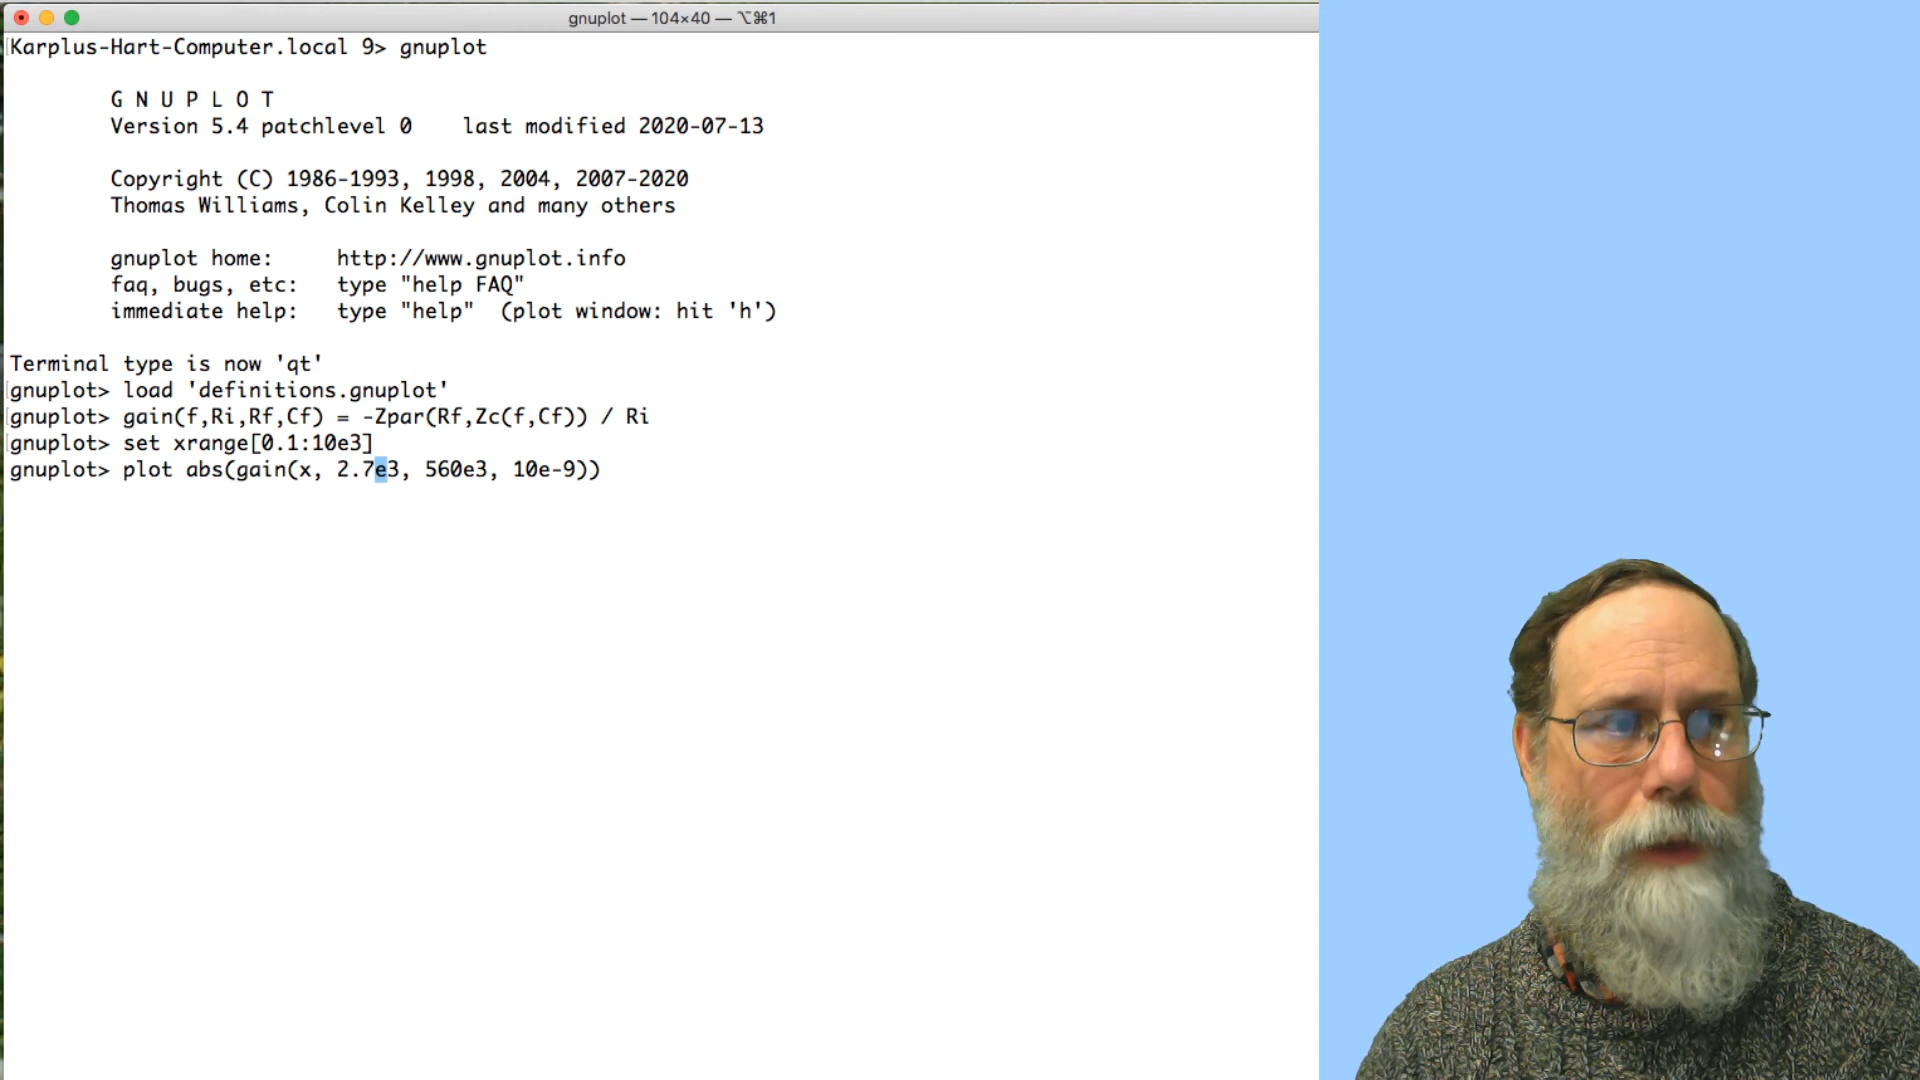 gnuplot — 104×40 — ⌥⌘1
Karplus-Hart-Computer.local 9> gnuplot
G N U P L O T
Version 5.4 patchlevel 0    last modified 2020-07-13
Copyright (C) 1986-1993, 1998, 2004, 2007-2020
Thomas Williams, Colin Kelley and many others
gnuplot home:     http://www.gnuplot.info
faq, bugs, etc:   type "help FAQ"
immediate help:   type "help"  (plot window: hit 'h')
Terminal type is now 'qt'
gnuplot> load 'definitions.gnuplot'
gnuplot> gain(f,Ri,Rf,Cf) = -Zpar(Rf,Zc(f,Cf)) / Ri
gnuplot> set xrange[0.1:10e3]
gnuplot> plot abs(gain(x, 2.7e3, 560e3, 10e-9))